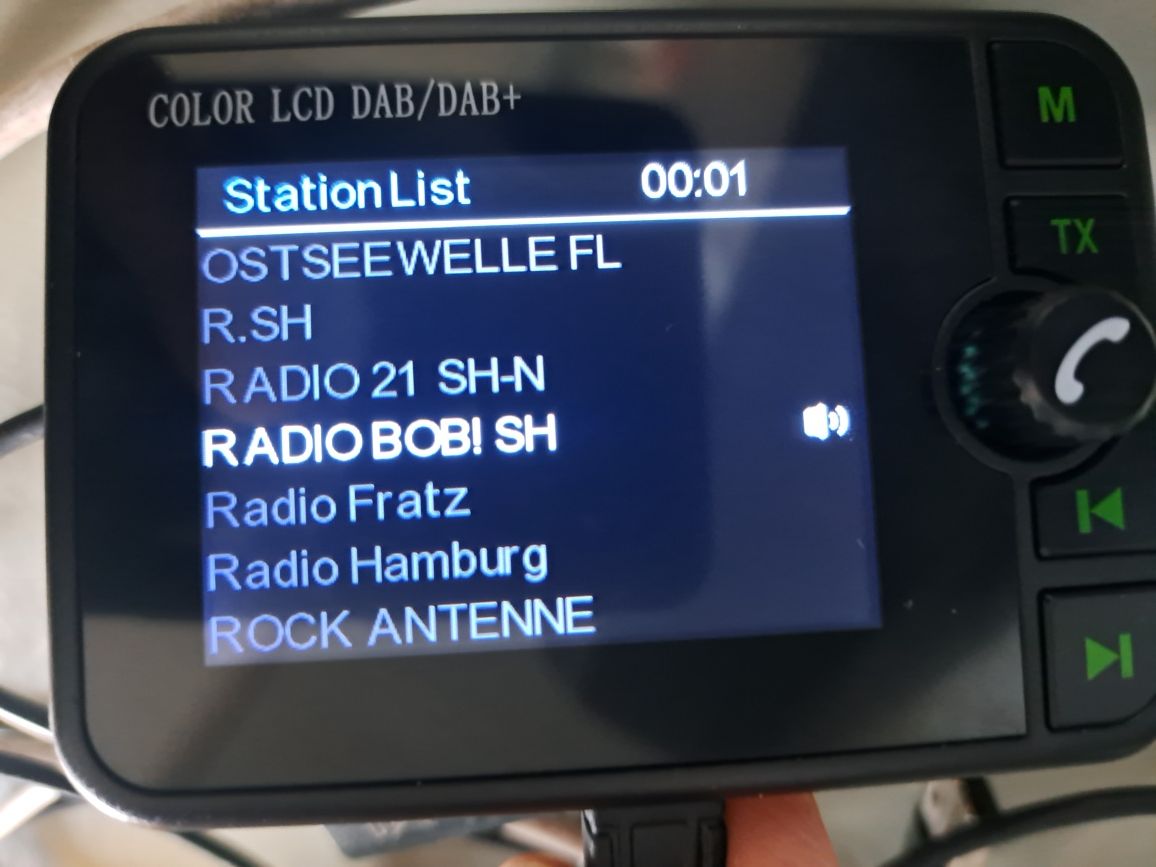 COLOR LCD DAB/DAB+
M
Station List 00:01
TX
OSTSEEWELLE FL
R.SH
RADIO 21 SH-N
RADIO BOB! SH
Radio Fratz
Radio Hamburg
ROCK ANTENNE